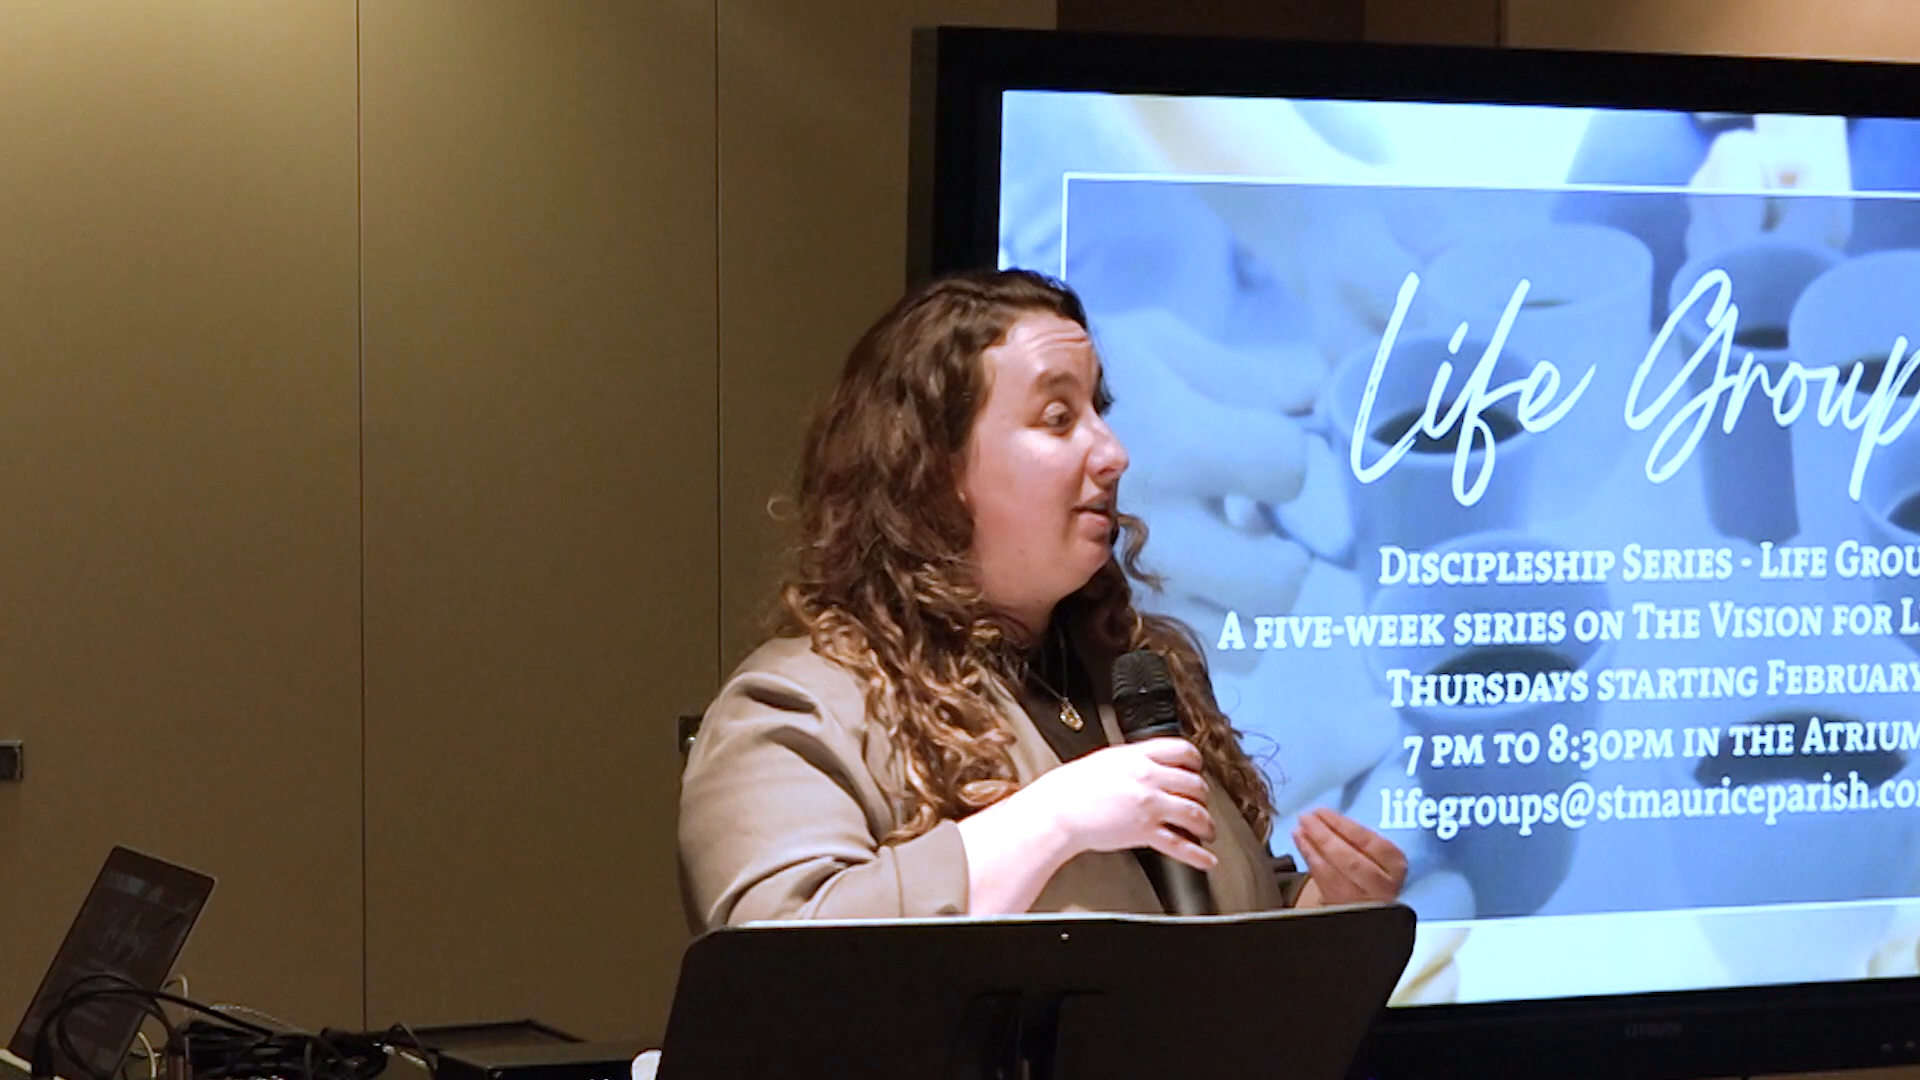 Life Group
Discipleship Series - Life Grou
A five-week series on The Vision for L
Thursdays starting February
7 pm to 8:30pm in the Atrium
lifegroups@stmauriceparish.co